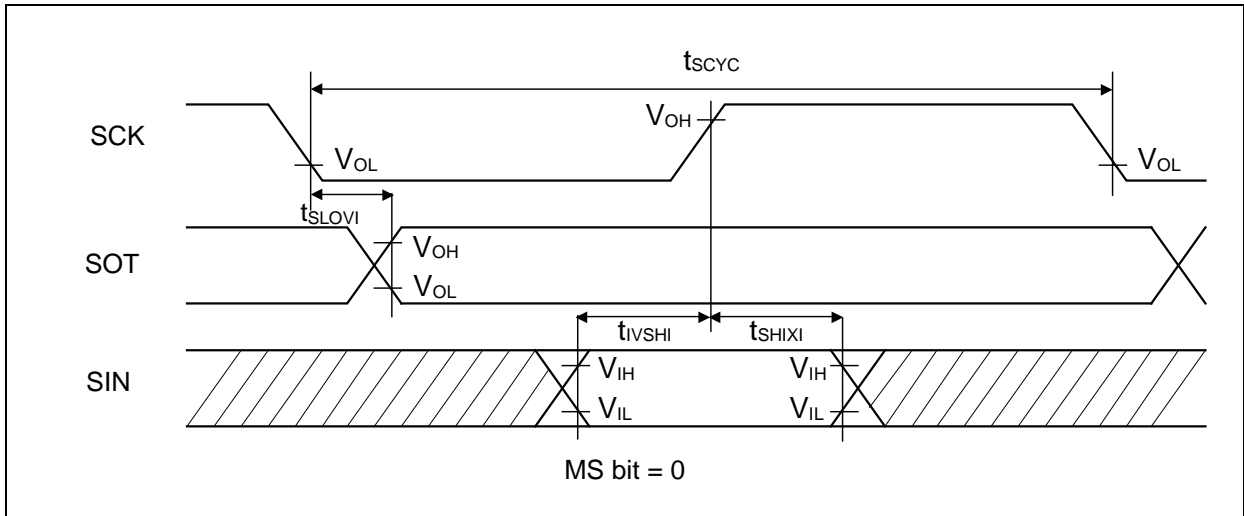 tSCYC
SCK
VOH
VOL
VOL
tSLOVI
SOT
VOH
VOL
tIVSHI
tSHIXI
SIN
VIH
VIH
VIL
VIL
MS bit = 0